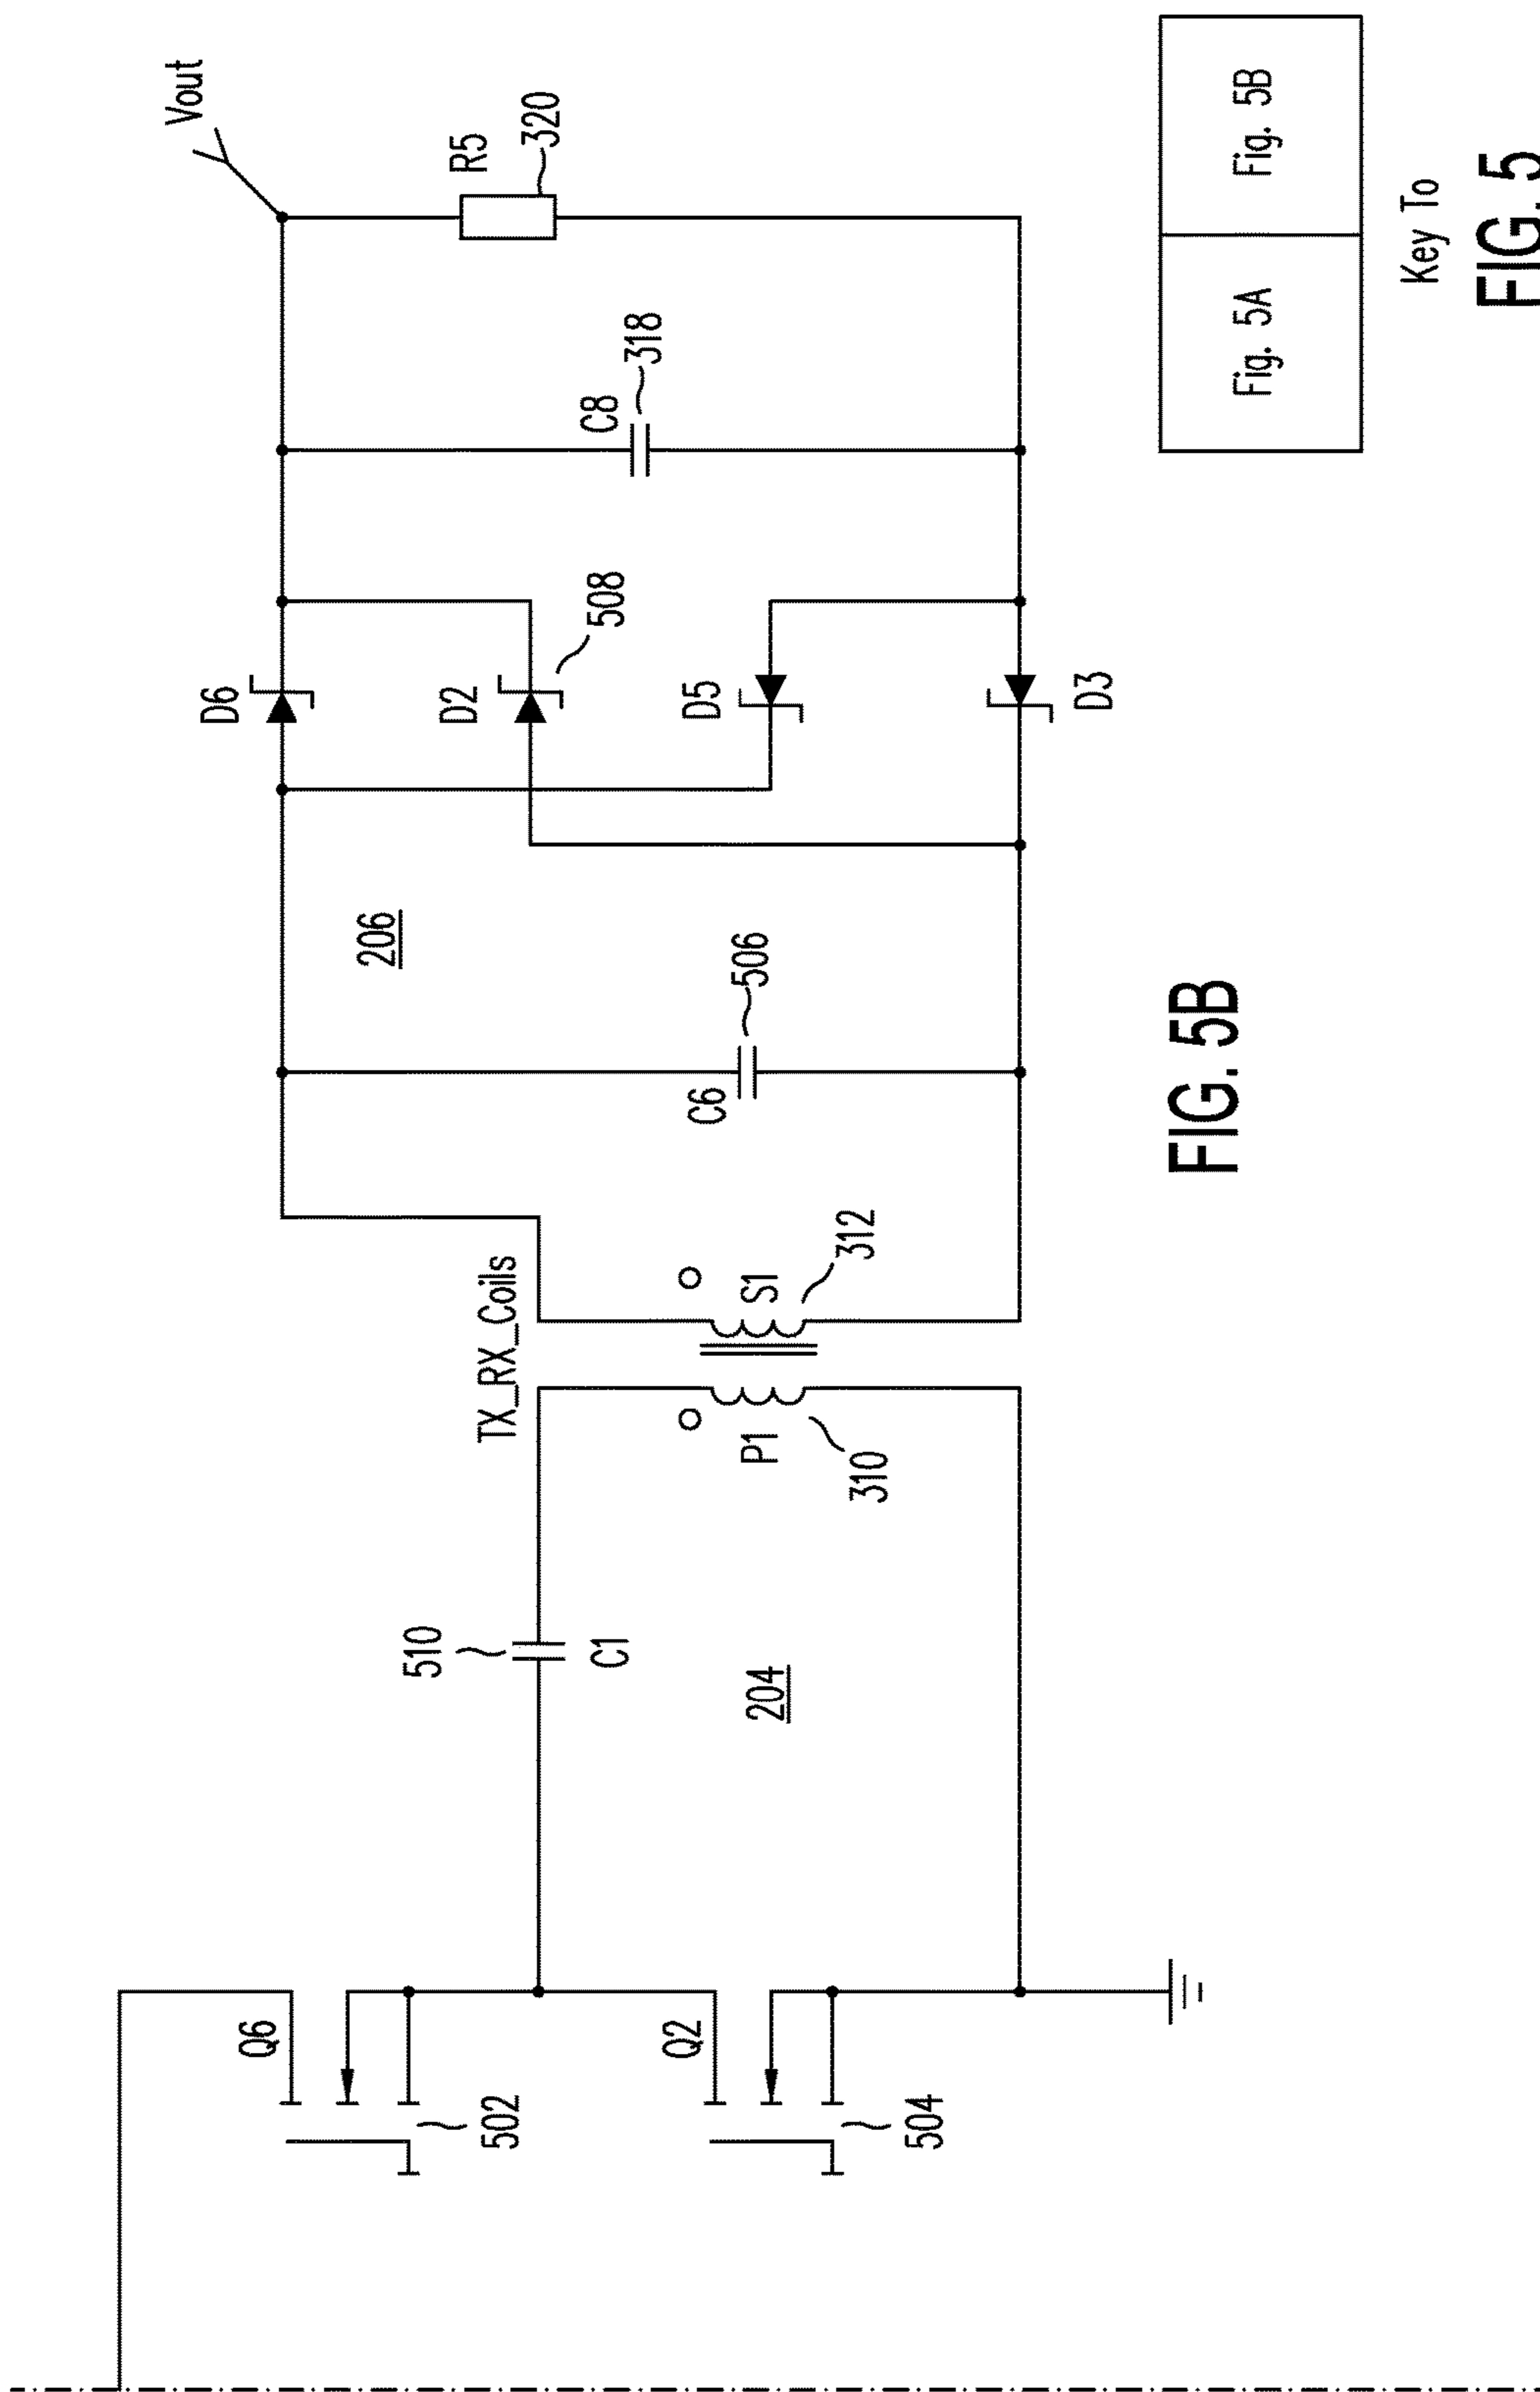 Vout
R5
320
C8
318
D6
D2
508
D5
D3
206
C6
506
TX_RX_Coils
S1
312
P1
310
510
C1
204
Q6
502
Q2
504
FIG. 5B
Fig. 5A
Fig. 5B
Key To
FIG. 5